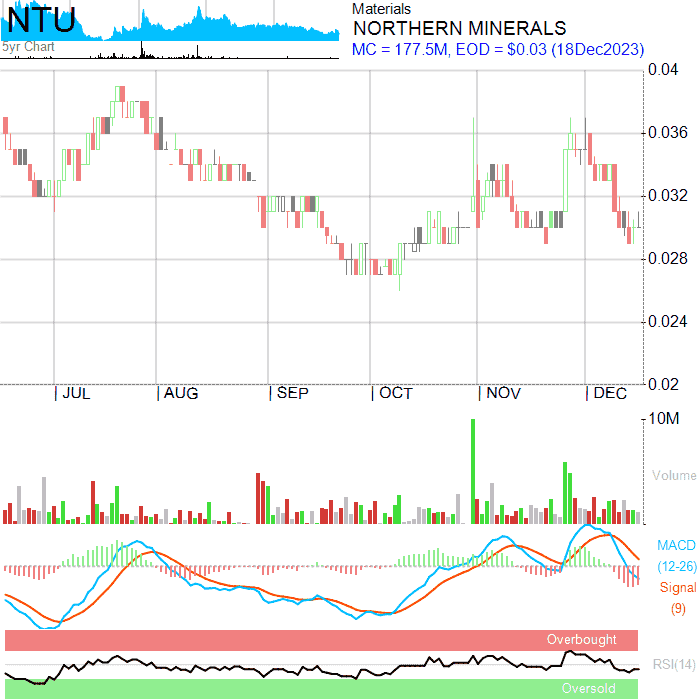 NTU
5yr Chart
Materials
NORTHERN MINERALS
MC = 177.5M, EOD = $0.03 (18Dec2023)
0.04
0.036
0.032
0.028
0.024
0.02
JUL AUG SEP OCT NOV DEC
10M
Volume
MACD
(12-26)
Signal
(9)
Overbought
RSI(14)
Oversold